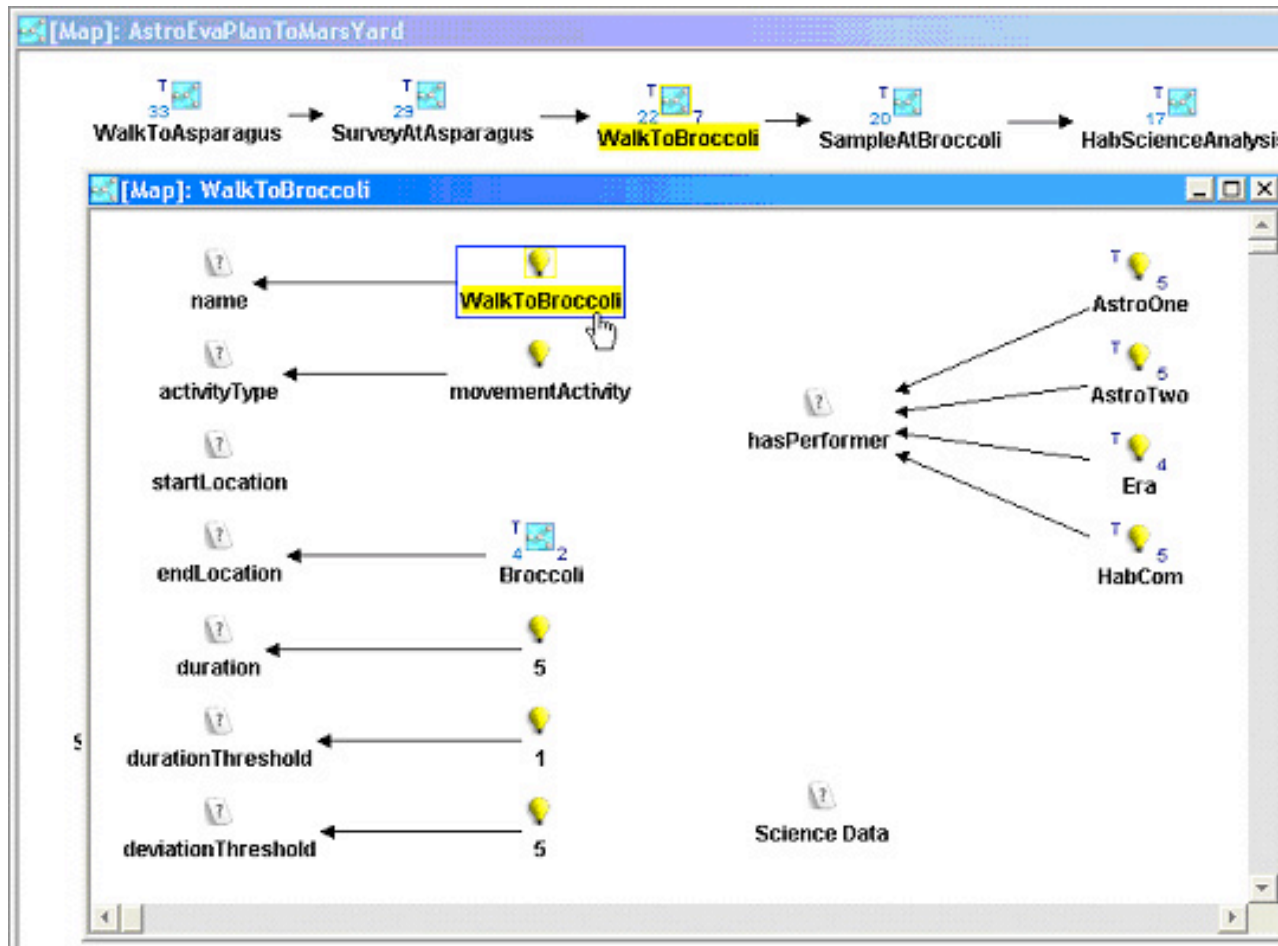 [Map]: AstroEvaPlanToMarsYard
T T T T T
33 29 22 7 20 17
WalkToAsparagus SurveyAtAsparagus WalkToBroccoli SampleAtBroccoli HabScienceAnalysis
[Map]: WalkToBroccoli
? ? T 5
name WalkToBroccoli AstroOne
? T 5
activityType movementActivity AstroTwo
? hasPerformer
? T 4
startLocation Era
? T 4 2 T 5
endLocation Broccoli HabCom
?
duration 5
?
S durationThreshold 1
? ?
deviationThreshold 5 Science Data